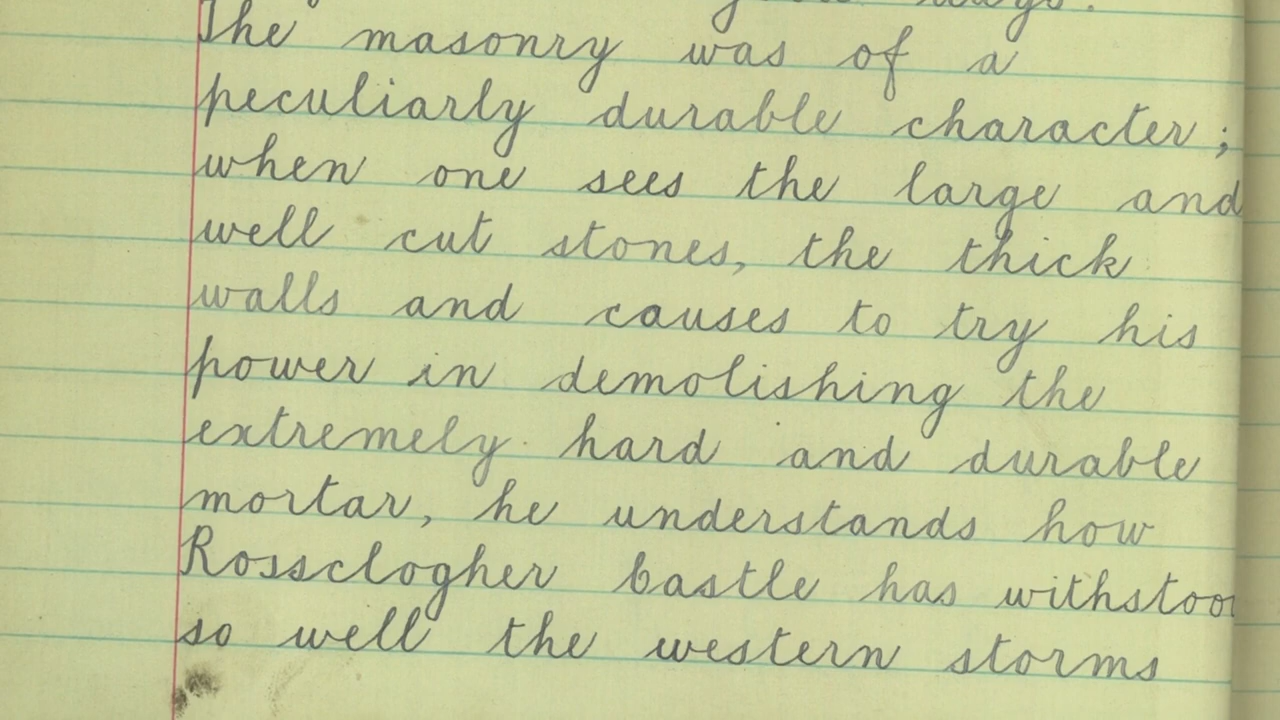 The masonry was of a
peculiarly durable character;
when one sees the large and
well cut stones, the thick
walls and causes to try his
power in demolishing the
extremely hard and durable
mortar, he understands how
Rossclogher Castle has withstoo
so well the western storms